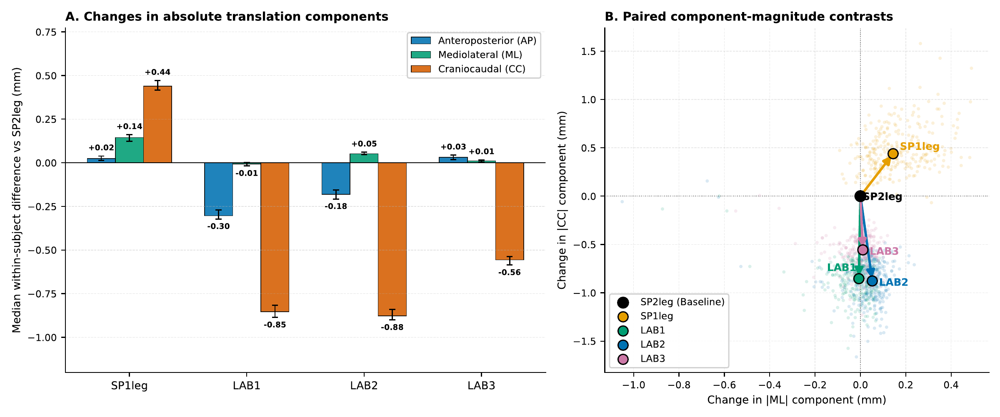 A. Changes in absolute translation components
Median within-subject difference vs SP2leg (mm)
0.75
0.50
0.25
0.00
−0.25
−0.50
−0.75
−1.00
Anteroposterior (AP)
Mediolateral (ML)
Craniocaudal (CC)
+0.02
+0.14
+0.44
-0.30
-0.01
-0.85
-0.18
+0.05
-0.88
+0.03
+0.01
-0.56
SP1leg
LAB1
LAB2
LAB3
B. Paired component-magnitude contrasts
Change in |CC| component (mm)
1.5
1.0
0.5
0.0
−0.5
−1.0
−1.5
SP1leg
SP2leg
LAB3
LAB1
LAB2
SP2leg (Baseline)
SP1leg
LAB1
LAB2
LAB3
−1.0
−0.8
−0.6
−0.4
−0.2
0.0
0.2
0.4
Change in |ML| component (mm)